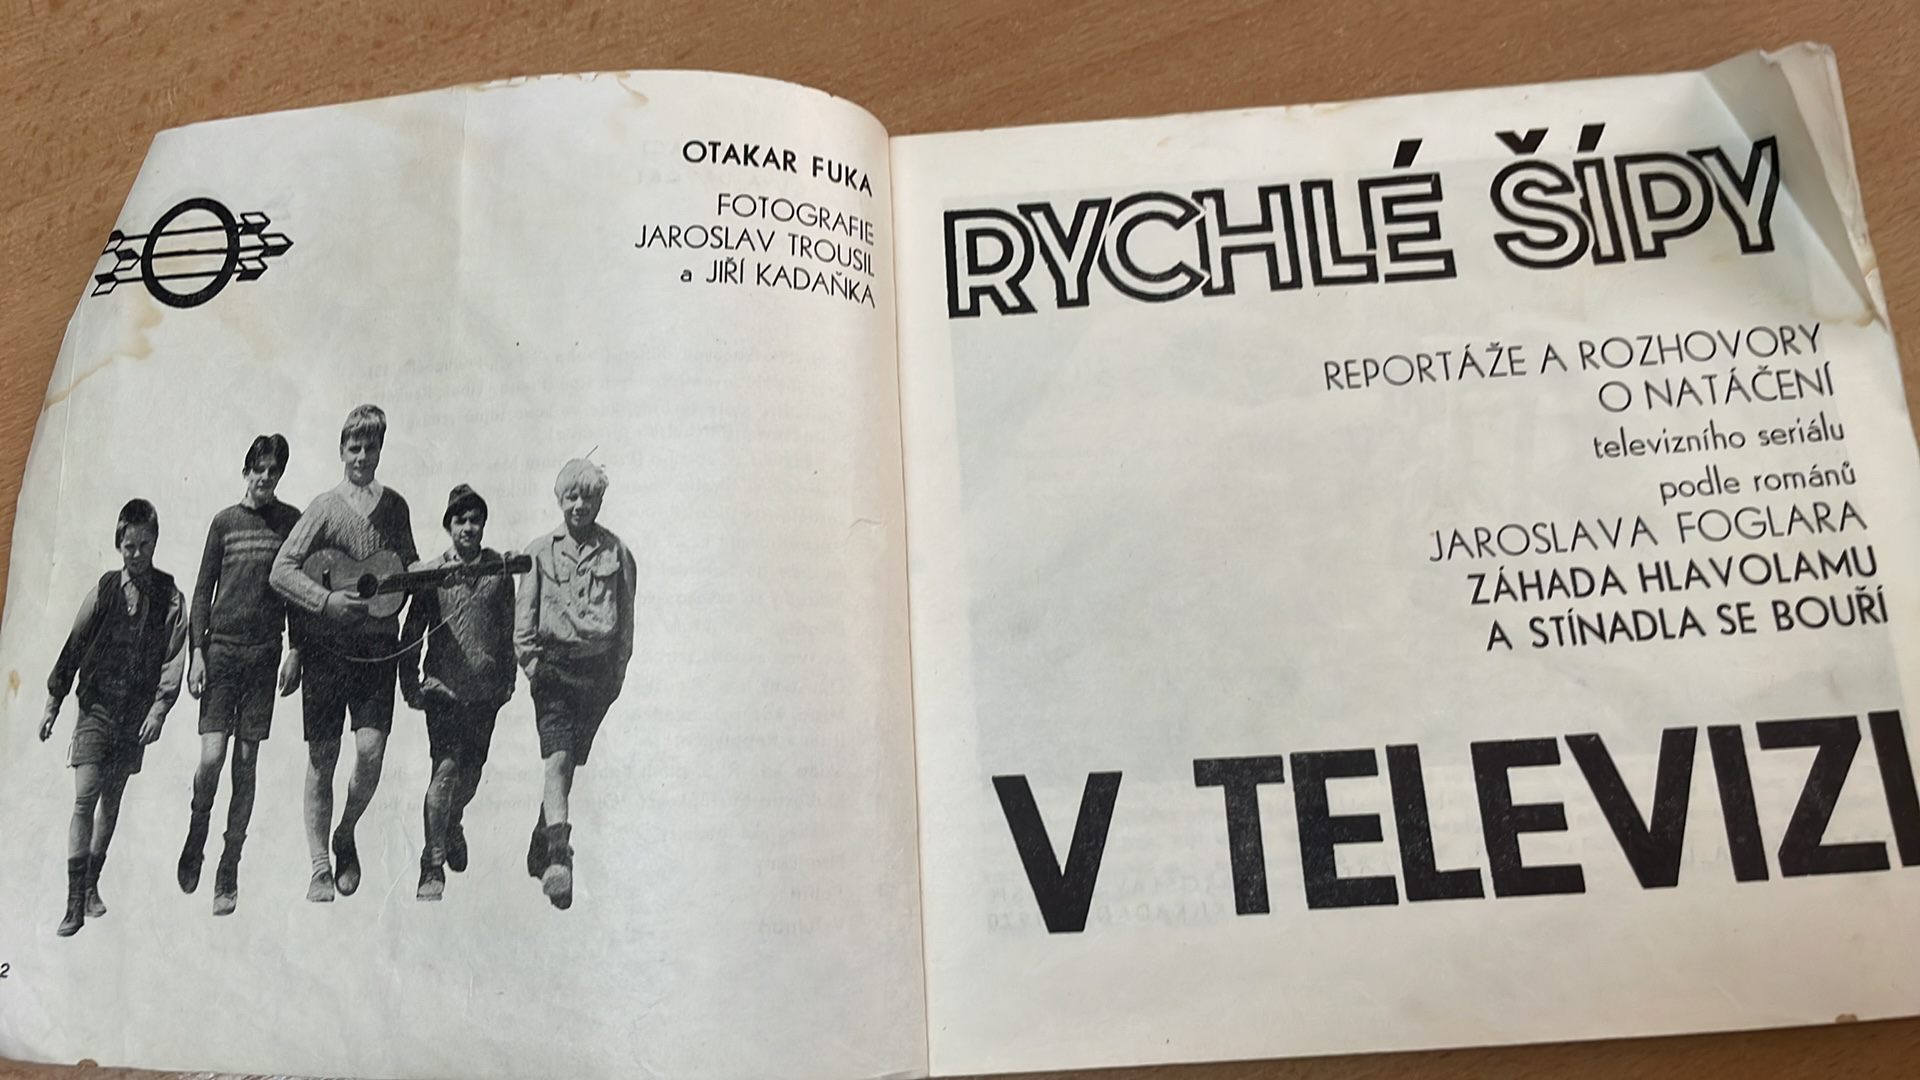 OTAKAR FUKA
FOTOGRAFIE
JAROSLAV TROUSIL
a JIŘÍ KADAŇKA
2
RYCHLÉ ŠÍPY
REPORTÁŽE A ROZHOVORY
O NATÁČENÍ
televizního seriálu
podle románů
JAROSLAVA FOGLARA
ZÁHADA HLAVOLAMU
A STÍNADLA SE BOUŘÍ
V TELEVIZI